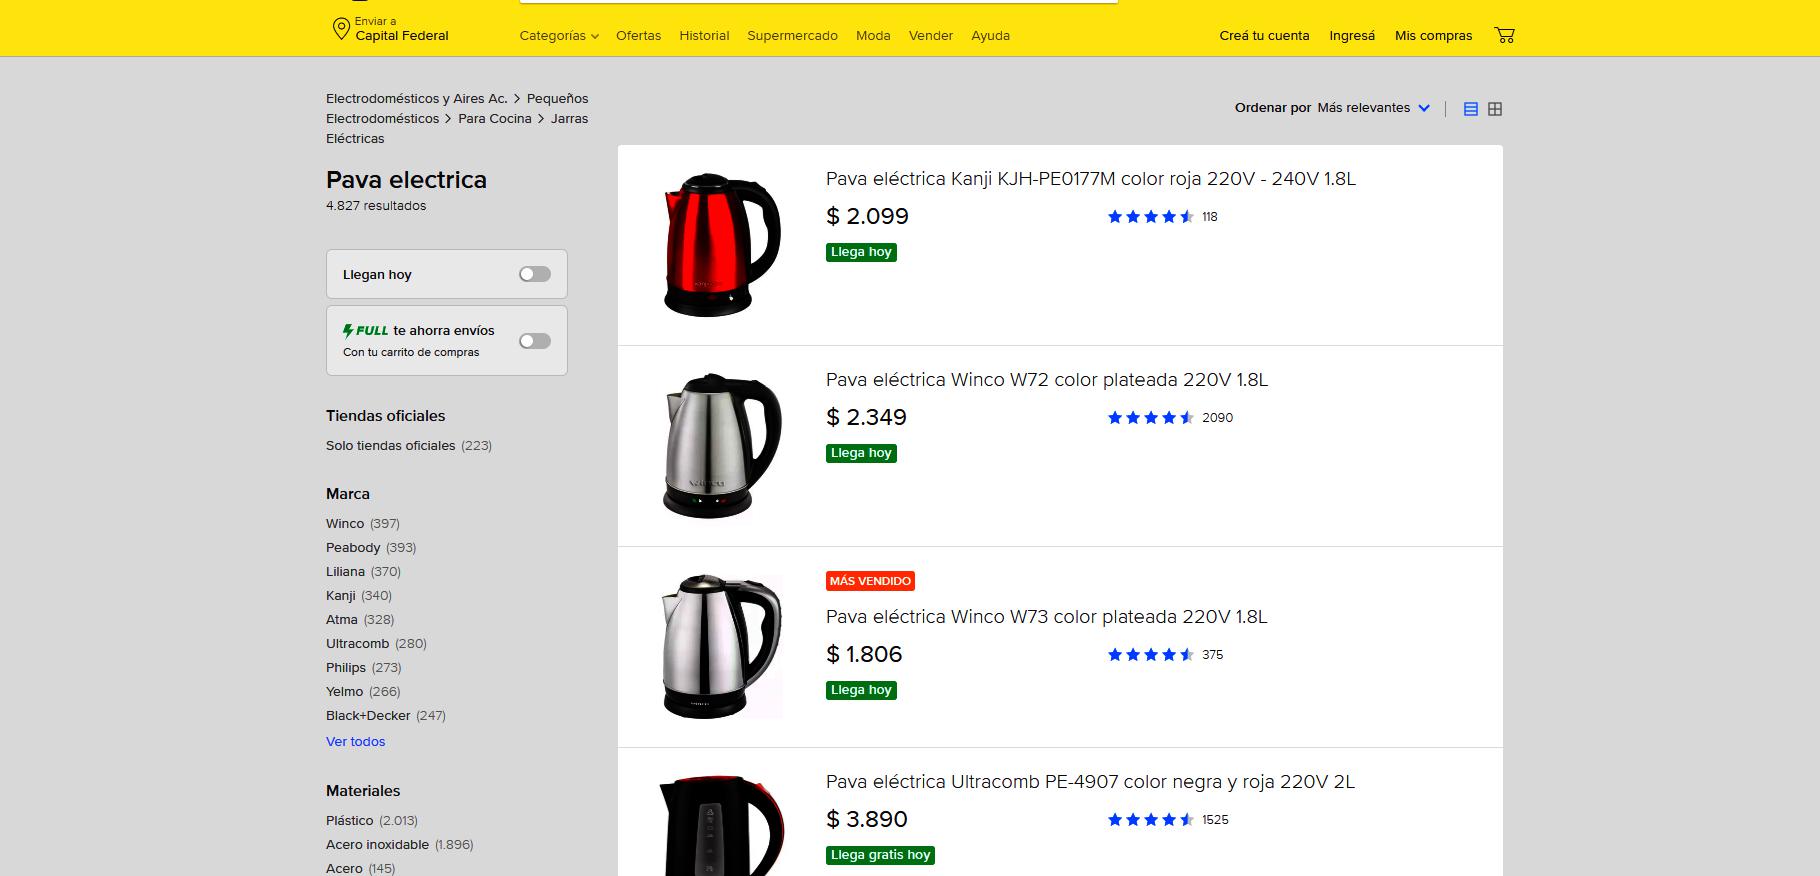 Enviar a
Capital Federal
Categorías
Ofertas
Historial
Supermercado
Moda
Vender
Ayuda
Creá tu cuenta
Ingresá
Mis compras
Electrodomésticos y Aires Ac. > Pequeños
Electrodomésticos > Para Cocina > Jarras
Eléctricas
Pava electrica
4.827 resultados
Llegan hoy
FULL te ahorra envíos
Con tu carrito de compras
Tiendas oficiales
Solo tiendas oficiales (223)
Marca
Winco (397)
Peabody (393)
Liliana (370)
Kanji (340)
Atma (328)
Ultracomb (280)
Philips (273)
Yelmo (266)
Black+Decker (247)
Ver todos
Materiales
Plástico (2.013)
Acero inoxidable (1.896)
Acero (145)
Ordenar por Más relevantes
Pava eléctrica Kanji KJH-PE0177M color roja 220V - 240V 1.8L
$ 2.099
118
Llega hoy
Pava eléctrica Winco W72 color plateada 220V 1.8L
$ 2.349
2090
Llega hoy
WINCO
MÁS VENDIDO
Pava eléctrica Winco W73 color plateada 220V 1.8L
$ 1.806
375
Llega hoy
Pava eléctrica Ultracomb PE-4907 color negra y roja 220V 2L
$ 3.890
1525
Llega gratis hoy